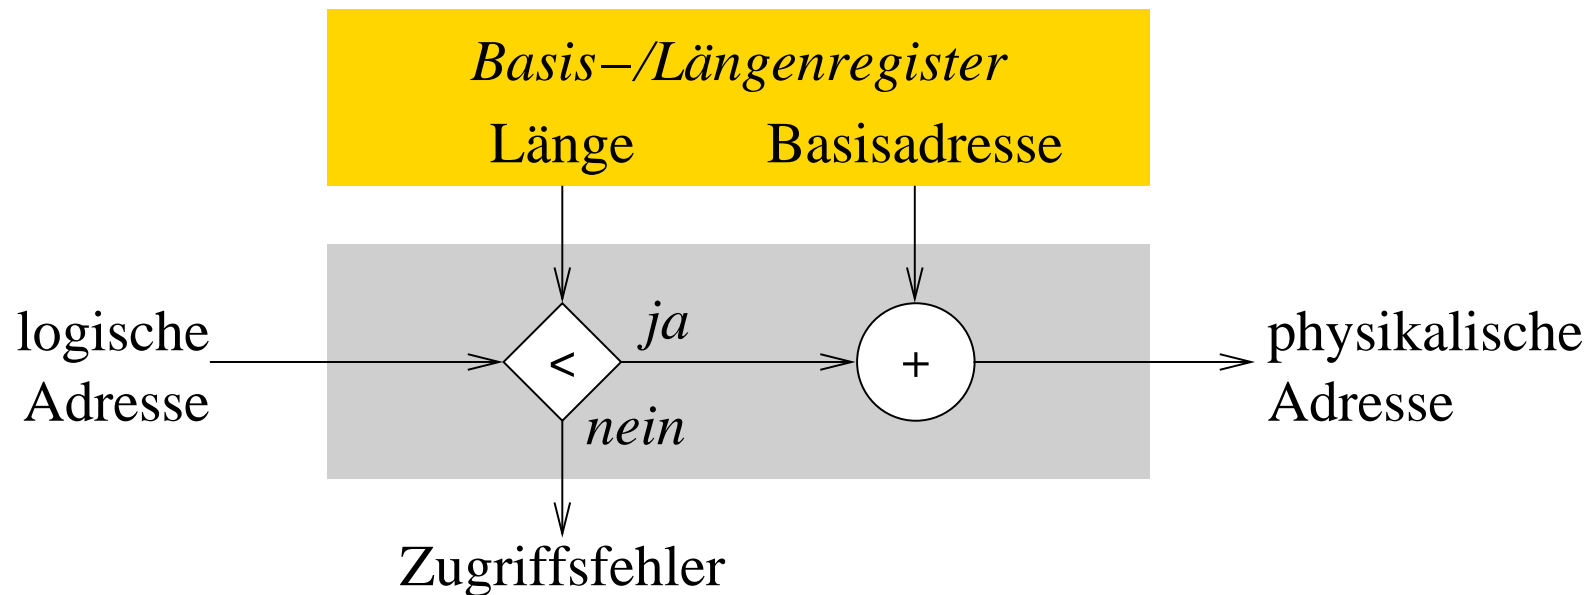 Basis−/Längenregister
Länge Basisadresse
logische
Adresse
ja
<
+
nein
physikalische
Adresse
Zugriffsfehler